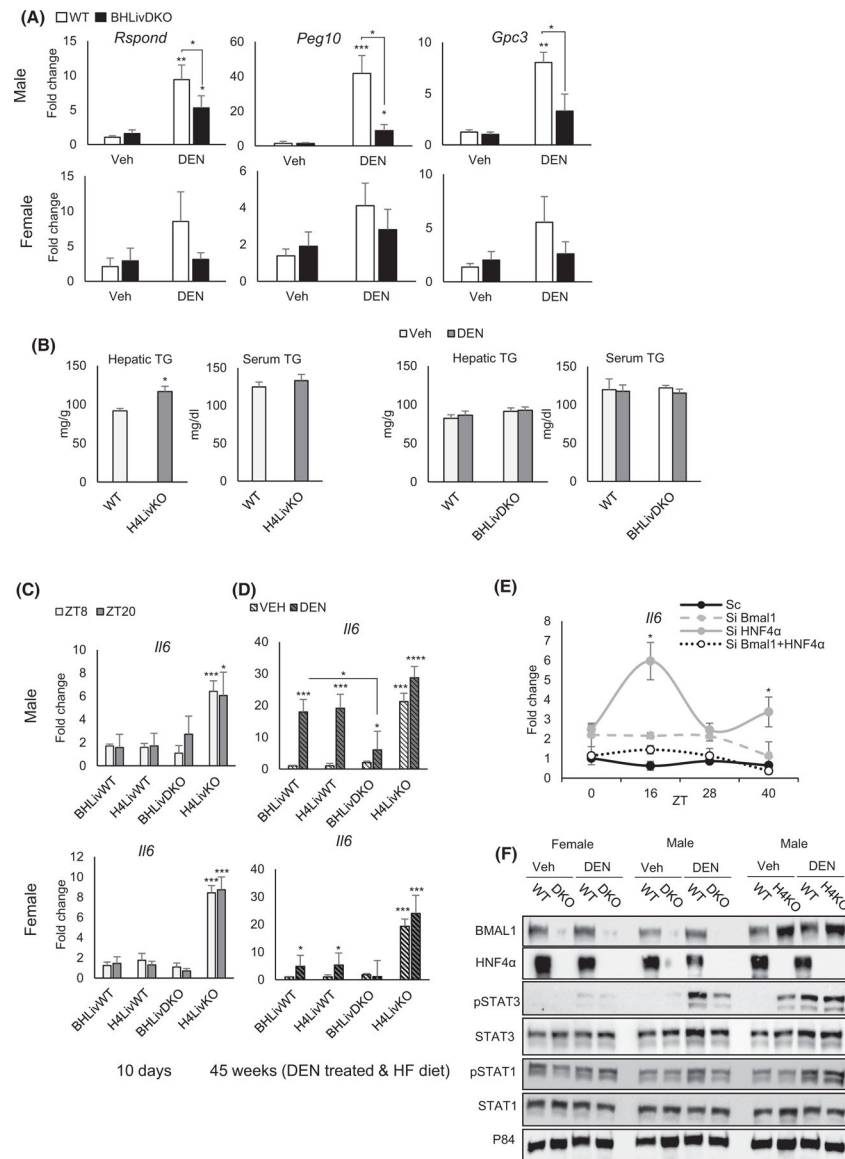 (A) WT BHLivDKO
Rspond Peg10 Gpc3
Male
Fold change
15 10 5 0
60 40 20 0
10 5 0
** * *
*** * *
** *
Veh DEN Veh DEN Veh DEN
Female
Fold change
15 10 5 0
6 4 2 0
10 5 0
Veh DEN Veh DEN Veh DEN
(B) Veh DEN
Hepatic TG Serum TG Hepatic TG Serum TG
mg/g 150 100 50 0
mg/dl 150 100 50 0
mg/g 150 100 50 0
mg/dl 150 100 50 0
*
WT H4LivKO WT H4LivKO WT BHLivDKO WT BHLivDKO
(C) ZT8 ZT20
Il6
Male
Fold change
10 8 6 4 2 0
*** *
BHLivWT H4LivWT BHLivDKO H4LivKO
Il6
Female
Fold change
10 8 6 4 2 0
*** ***
BHLivWT H4LivWT BHLivDKO H4LivKO
10 days
(D) VEH DEN
Il6
40 30 20 10 0
*** *** * * *** ****
BHLivWT H4LivWT BHLivDKO H4LivKO
Il6
40 30 20 10 0
* * *** ***
BHLivWT H4LivWT BHLivDKO H4LivKO
45 weeks (DEN treated & HF diet)
(E) Il6
Sc
Si Bmal1
Si HNF4α
Si Bmal1+HNF4α
Fold change
8 7 6 5 4 3 2 1 0
* *
0 16 28 40
ZT
(F) Female Male Male
Veh DEN Veh DEN Veh DEN
WT DKO WT DKO WT DKO WT DKO WT H4KO WT H4KO
BMAL1
HNF4α
pSTAT3
STAT3
pSTAT1
STAT1
P84